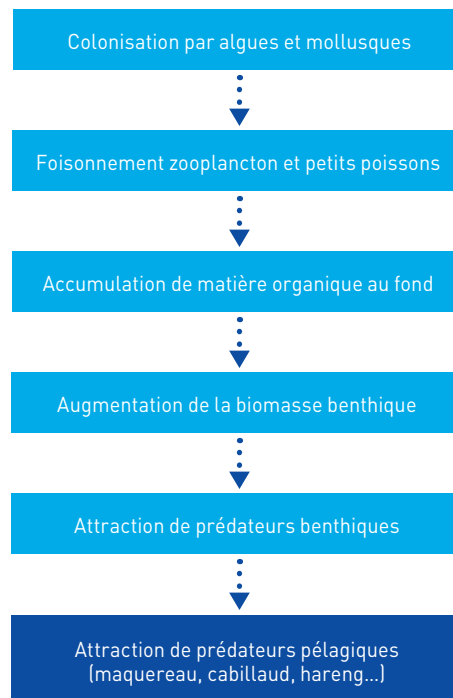 Colonisation par algues et mollusques
Foisonnement zooplancton et petits poissons
Accumulation de matière organique au fond
Augmentation de la biomasse benthique
Attraction de prédateurs benthiques
Attraction de prédateurs pélagiques
(maquereau, cabillaud, hareng...)